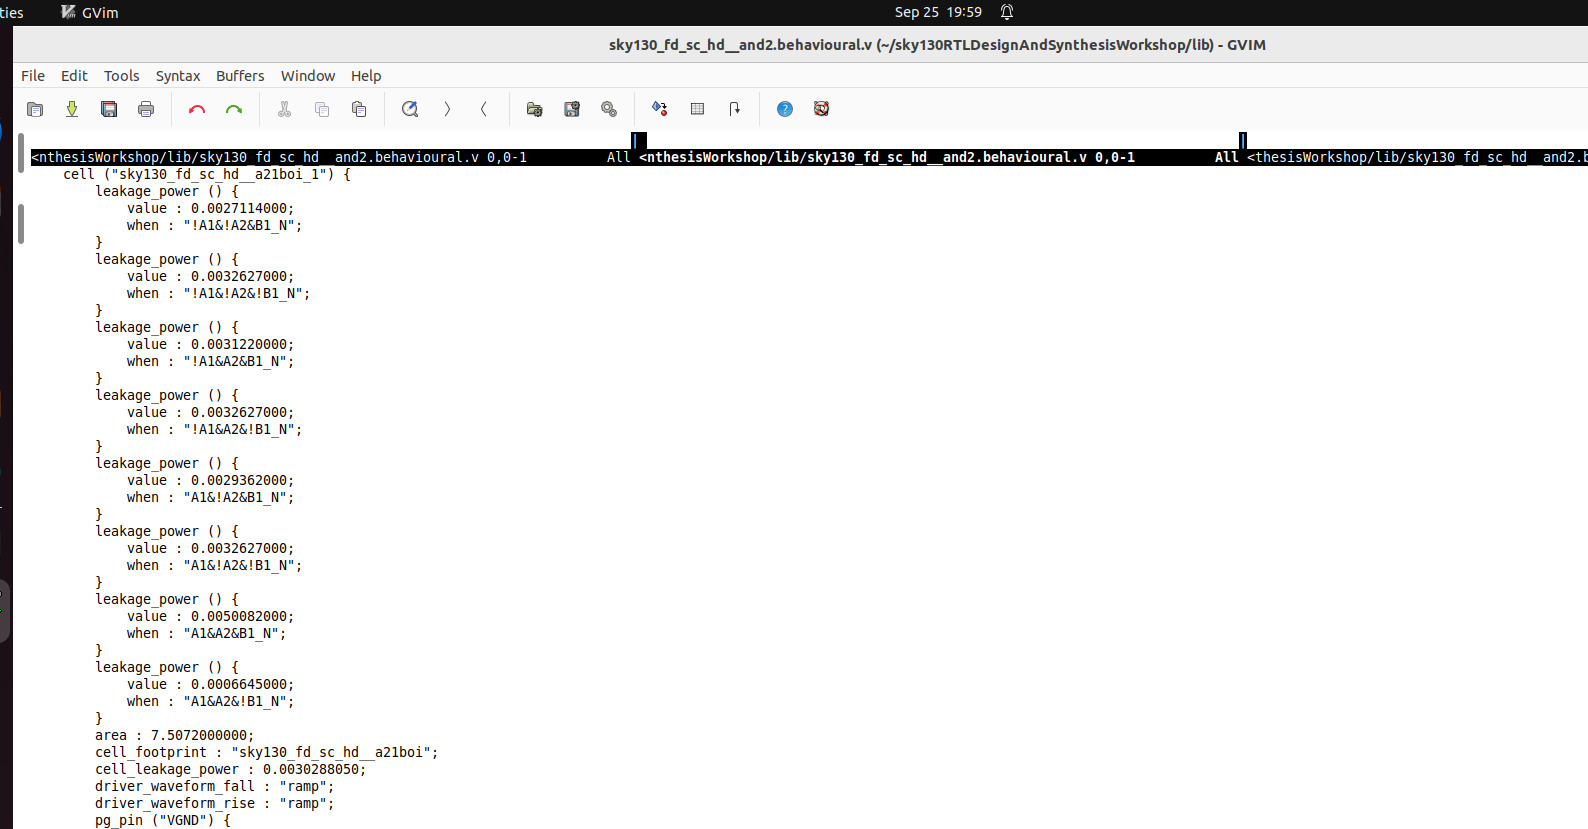 ties GVim Sep 25 19:59
sky130_fd_sc_hd__and2.behavioural.v (~/sky130RTLDesignAndSynthesisWorkshop/lib) - GVIM
File Edit Tools Syntax Buffers Window Help
<nthesisWorkshop/lib/sky130_fd_sc_hd__and2.behavioural.v 0,0-1 All <nthesisWorkshop/lib/sky130_fd_sc_hd__and2.behavioural.v 0,0-1 All <thesisWorkshop/lib/sky130_fd_sc_hd__and2.b
cell ("sky130_fd_sc_hd__a21boi_1") {
leakage_power () {
value : 0.0027114000;
when : "!A1&!A2&B1_N";
}
leakage_power () {
value : 0.0032627000;
when : "!A1&!A2&!B1_N";
}
leakage_power () {
value : 0.0031220000;
when : "!A1&A2&B1_N";
}
leakage_power () {
value : 0.0032627000;
when : "!A1&A2&!B1_N";
}
leakage_power () {
value : 0.0029362000;
when : "A1&!A2&B1_N";
}
leakage_power () {
value : 0.0032627000;
when : "A1&!A2&!B1_N";
}
leakage_power () {
value : 0.0050082000;
when : "A1&A2&B1_N";
}
leakage_power () {
value : 0.0006645000;
when : "A1&A2&!B1_N";
}
area : 7.5072000000;
cell_footprint : "sky130_fd_sc_hd__a21boi";
cell_leakage_power : 0.0030288050;
driver_waveform_fall : "ramp";
driver_waveform_rise : "ramp";
pg_pin ("VGND") {